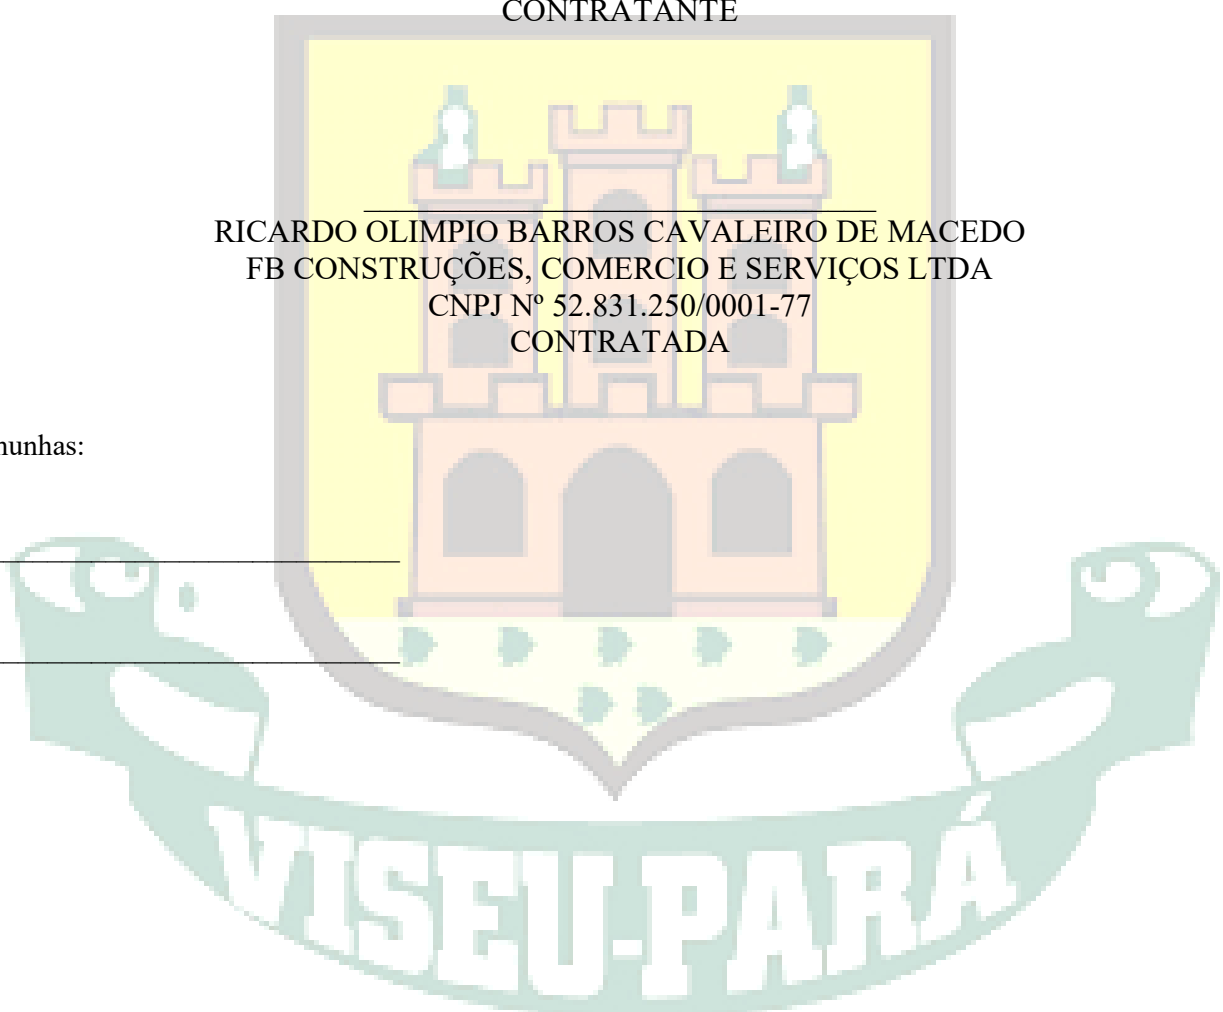 CONTRATANTE
RICARDO OLIMPIO BARROS CAVALEIRO DE MACEDO
FB CONSTRUÇÕES, COMERCIO E SERVIÇOS LTDA
CNPJ Nº 52.831.250/0001-77
CONTRATADA
nunhas:
VISEU-PARÁ